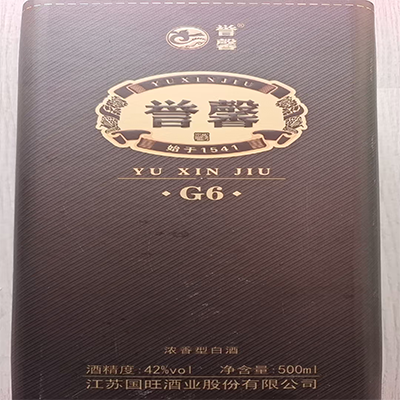 誉馨®
YUXINJIU
誉馨
酒
始于1541
YU XIN JIU
G6
浓香型白酒
酒精度:42%vol 净含量:500ml
江苏国旺酒业股份有限公司